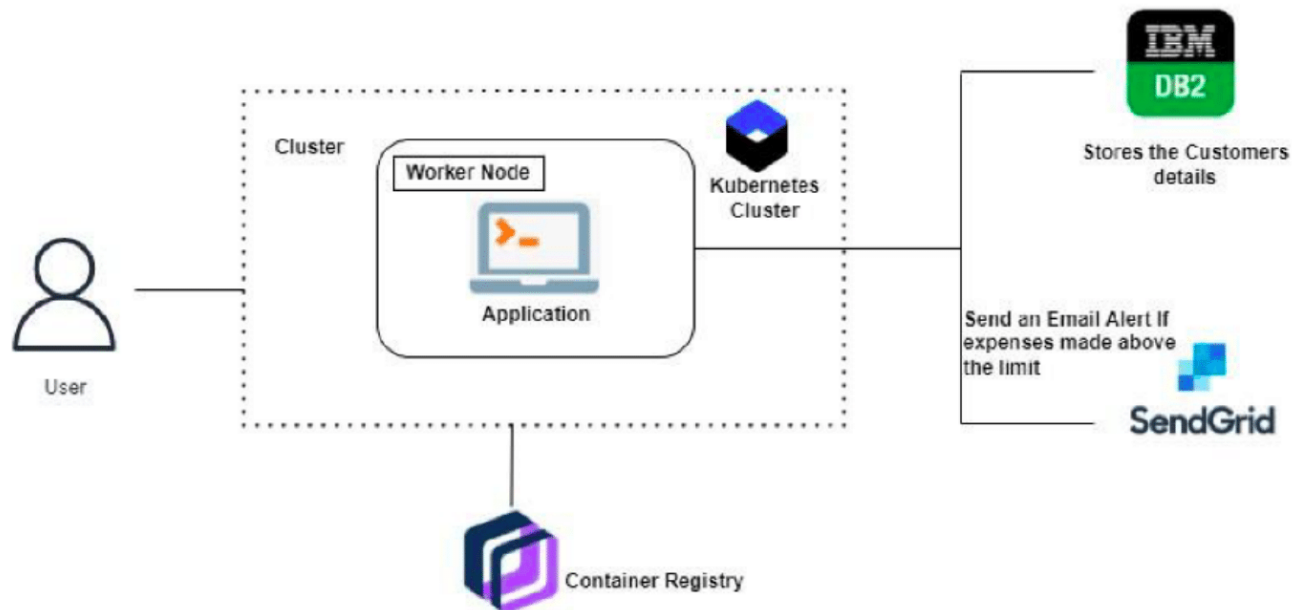 IBM
DB2
Stores the Customers
details
Cluster
Worker Node
Kubernetes
Cluster
Application
User
Send an Email Alert If
expenses made above
the limit
SendGrid
Container Registry